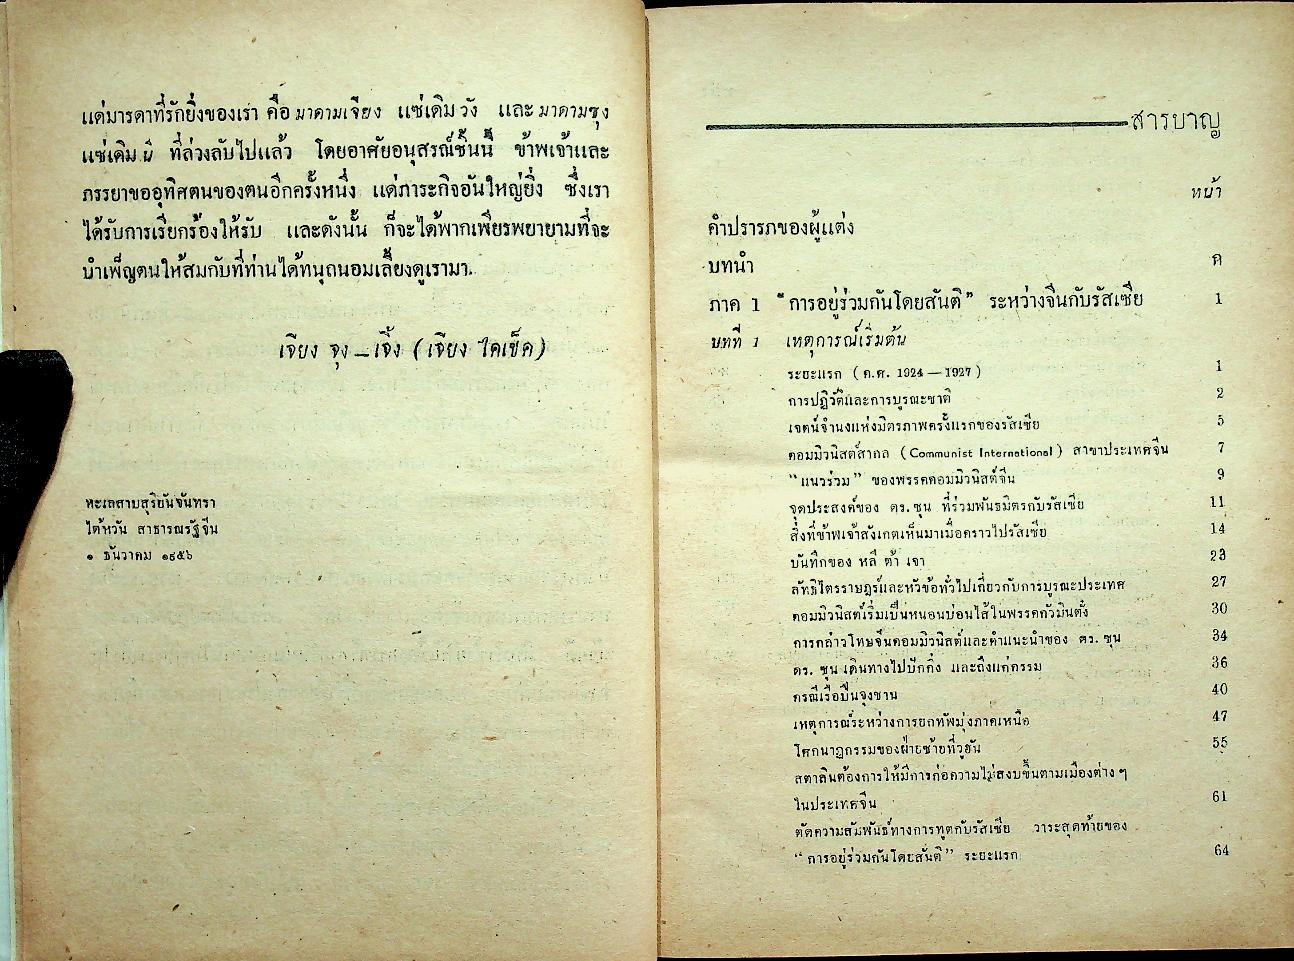 แด่มารดาที่รักยิ่งของเรา คือ มาดามเจียง แซ่เดิม วัง และ มาดามซุง
แซ่เดิม นี ที่ล่วงลับไปแล้ว โดยอาศัยอนุสรณ์ชิ้นนี้ ข้าพเจ้าและ
ภรรยาขออุทิศตนของตนอีกครั้งหนึ่ง แด่ภาระกิจอันใหญ่ยิ่ง ซึ่งเรา
ได้รับการเรียกร้องให้รับ และดังนั้น ก็จะได้พากเพียรพยายามที่จะ
บำเพ็ญตนให้สมกับที่ท่านได้ทนุถนอมเลี้ยงดูเรามา.
เจียง จุง — เจิ้ง (เจียง ไคเช็ค)
ทะเลสาบสุริยันจันทรา
ไต้หวัน สาธารณรัฐจีน
๑ ธันวาคม ๑๙๕๖
สารบาญ
หน้า
คำปรารภของผู้แต่ง
บทนำ ค
ภาค 1 "การอยู่ร่วมกันโดยสันติ" ระหว่างจีนกับรัสเซีย 1
บทที่ 1 เหตุการณ์เริ่มต้น
ระยะแรก (ค.ศ. 1924 — 1927) 1
การปฏิวัติและการบูรณะชาติ 2
เจตน์จำนงแห่งมิตรภาพครั้งแรกของรัสเซีย 5
คอมมิวนิสต์สากล (Communist International) สาขาประเทศจีน 7
"แนวร่วม" ของพรรคคอมมิวนิสต์จีน 9
จุดประสงค์ของ ดร. ซุน ที่ร่วมพันธมิตรกับรัสเซีย 11
สิ่งที่ข้าพเจ้าสังเกตเห็นมาเมื่อคราวไปรัสเซีย 14
บันทึกของ หลี ต้า เจา 23
ลัทธิไตรราษฎร์และหัวข้อทั่วไปเกี่ยวกับการบูรณะประเทศ 27
คอมมิวนิสต์เริ่มเป็นหนอนบ่อนไส้ในพรรคก๊วมินตั๋ง 30
การกล่าวโทษจีนคอมมิวนิสต์และคำแนะนำของ ดร. ซุน 34
ดร. ซุน เดินทางไปปักกิ่ง และถึงแก่กรรม 36
กรณีเรือปืนจุงซาน 40
เหตุการณ์ระหว่างการยกทัพมุ่งภาคเหนือ 47
โศกนาฏกรรมของฝ่ายซ้ายที่วูฮัน 55
สตาลินต้องการให้มีการก่อความไม่สงบขึ้นตามเมืองต่าง ๆ
ในประเทศจีน 61
ตัดความสัมพันธ์ทางการทูตกับรัสเซีย วาระสุดท้ายของ
"การอยู่ร่วมกันโดยสันติ" ระยะแรก 64